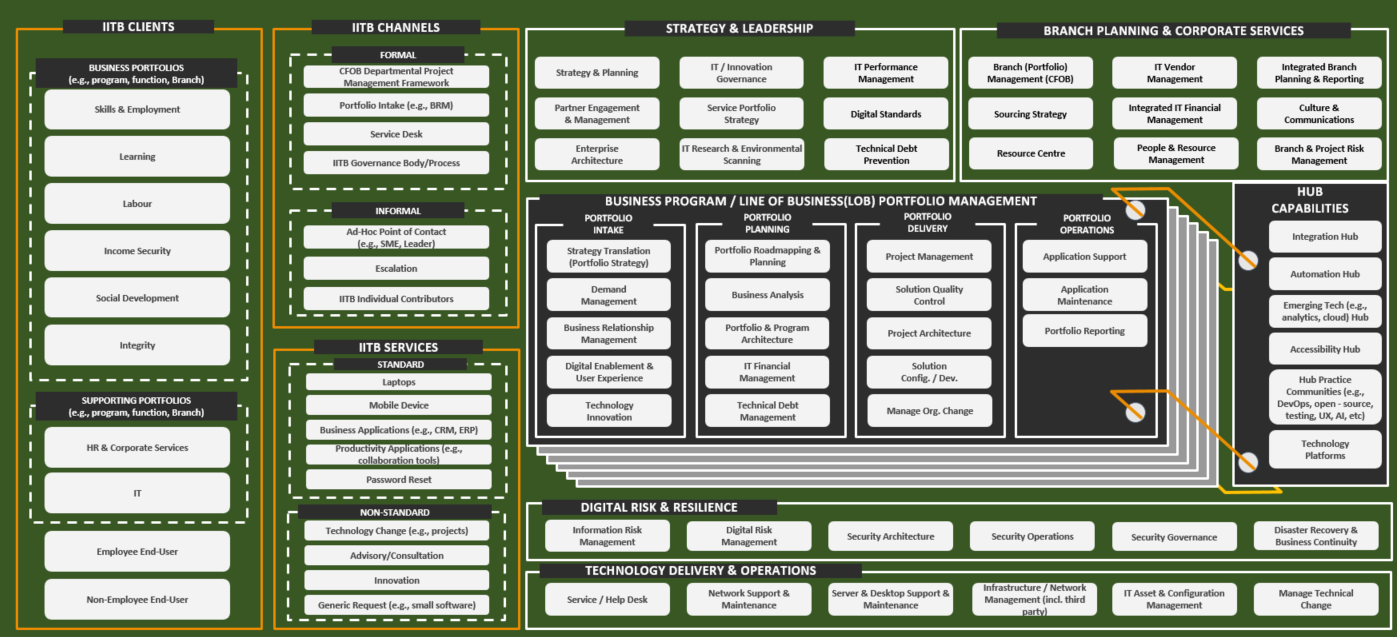 IITB CLIENTS
BUSINESS PORTFOLIOS
(e.g., program, function, Branch)
Skills & Employment
Learning
Labour
Income Security
Social Development
Integrity
SUPPORTING PORTFOLIOS
(e.g., program, function, Branch)
HR & Corporate Services
IT
Employee End-User
Non-Employee End-User
IITB CHANNELS
FORMAL
CFOB Departmental Project
Management Framework
Portfolio Intake (e.g., BRM)
Service Desk
IITB Governance Body/Process
INFORMAL
Ad-Hoc Point of Contact
(e.g., SME, Leader)
Escalation
IITB Individual Contributors
IITB SERVICES
STANDARD
Laptops
Mobile Device
Business Applications (e.g., CRM, ERP)
Productivity Applications (e.g.,
collaboration tools)
Password Reset
NON-STANDARD
Technology Change (e.g., projects)
Advisory/Consultation
Innovation
Generic Request (e.g., small software)
STRATEGY & LEADERSHIP
Strategy & Planning
IT / Innovation
Governance
IT Performance
Management
Partner Engagement
& Management
Service Portfolio
Strategy
Digital Standards
Enterprise
Architecture
IT Research & Environmental
Scanning
Technical Debt
Prevention
BRANCH PLANNING & CORPORATE SERVICES
Branch (Portfolio)
Management (CFOB)
IT Vendor
Management
Integrated Branch
Planning & Reporting
Sourcing Strategy
Integrated IT Financial
Management
Culture &
Communications
Resource Centre
People & Resource
Management
Branch & Project Risk
Management
BUSINESS PROGRAM / LINE OF BUSINESS(LOB) PORTFOLIO MANAGEMENT
PORTFOLIO
INTAKE
Strategy Translation
(Portfolio Strategy)
Demand
Management
Business Relationship
Management
Digital Enablement &
User Experience
Technology
Innovation
PORTFOLIO
PLANNING
Portfolio Roadmapping &
Planning
Business Analysis
Portfolio & Program
Architecture
IT Financial
Management
Technical Debt
Management
PORTFOLIO
DELIVERY
Project Management
Solution Quality
Control
Project Architecture
Solution
Config. / Dev.
Manage Org. Change
PORTFOLIO
OPERATIONS
Application Support
Application
Maintenance
Portfolio Reporting
HUB
CAPABILITIES
Integration Hub
Automation Hub
Emerging Tech (e.g.,
analytics, cloud) Hub
Accessibility Hub
Hub Practice
Communities (e.g.,
DevOps, open - source,
testing, UX, AI, etc)
Technology
Platforms
DIGITAL RISK & RESILIENCE
Information Risk
Management
Digital Risk
Management
Security Architecture
Security Operations
Security Governance
Disaster Recovery &
Business Continuity
TECHNOLOGY DELIVERY & OPERATIONS
Service / Help Desk
Network Support &
Maintenance
Server & Desktop Support &
Maintenance
Infrastructure / Network
Management (incl. third
party)
IT Asset & Configuration
Management
Manage Technical
Change